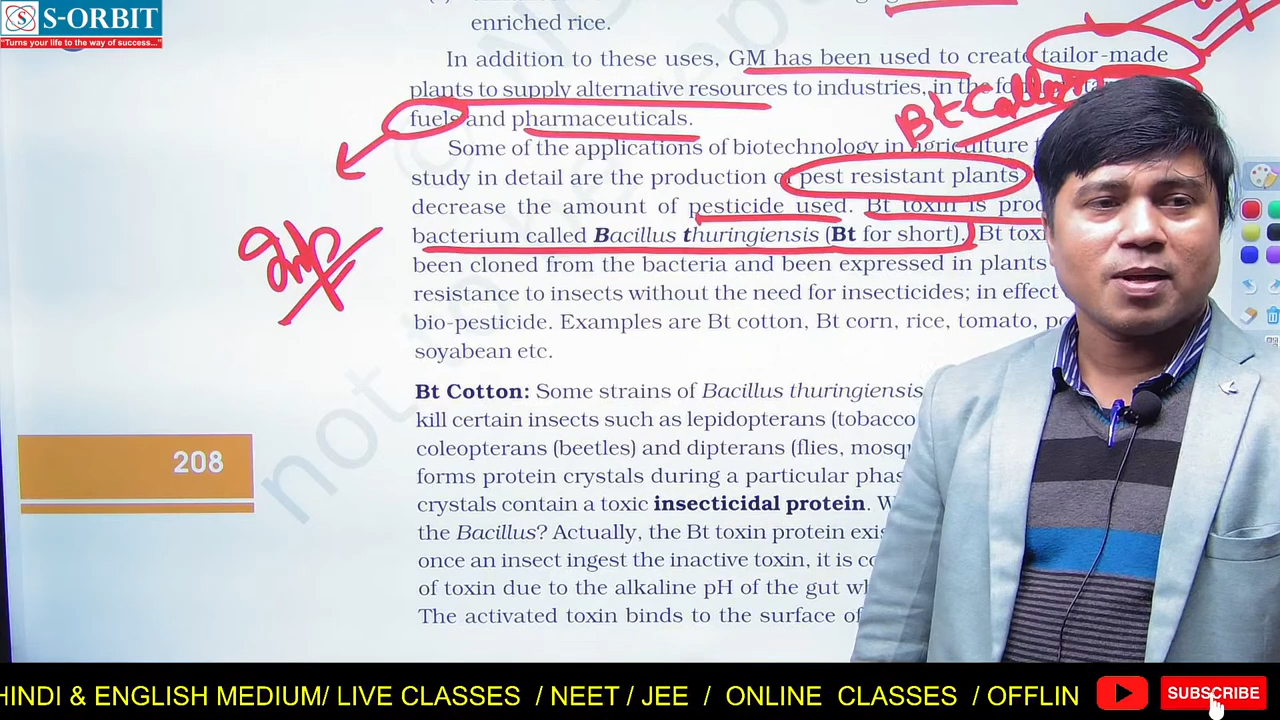 S-ORBIT
"Turns your life to the way of success..."
enriched rice.
In addition to these uses, GM has been used to create tailor-made
plants to supply alternative resources to industries, in the
fuels and pharmaceuticals.
Bt Cotton
Some of the applications of biotechnology in agriculture
study in detail are the production of pest resistant plants
decrease the amount of pesticide used. Bt toxin is
bacterium called Bacillus thuringiensis (Bt for short). Bt
been cloned from the bacteria and been expressed in plants
resistance to insects without the need for insecticides; in effect
bio-pesticide. Examples are Bt cotton, Bt corn, rice, tomato,
soyabean etc.
Imp
Bt Cotton: Some strains of Bacillus thuringiensis
kill certain insects such as lepidopterans (tobacco
coleopterans (beetles) and dipterans (flies,
forms protein crystals during a particular
crystals contain a toxic insecticidal protein.
the Bacillus? Actually, the Bt toxin protein
once an insect ingest the inactive toxin, it is
of toxin due to the alkaline pH of the gut
The activated toxin binds to the surface of
208
not
HINDI & ENGLISH MEDIUM/ LIVE CLASSES / NEET / JEE / ONLINE CLASSES / OFFLIN
SUBSCRIBE